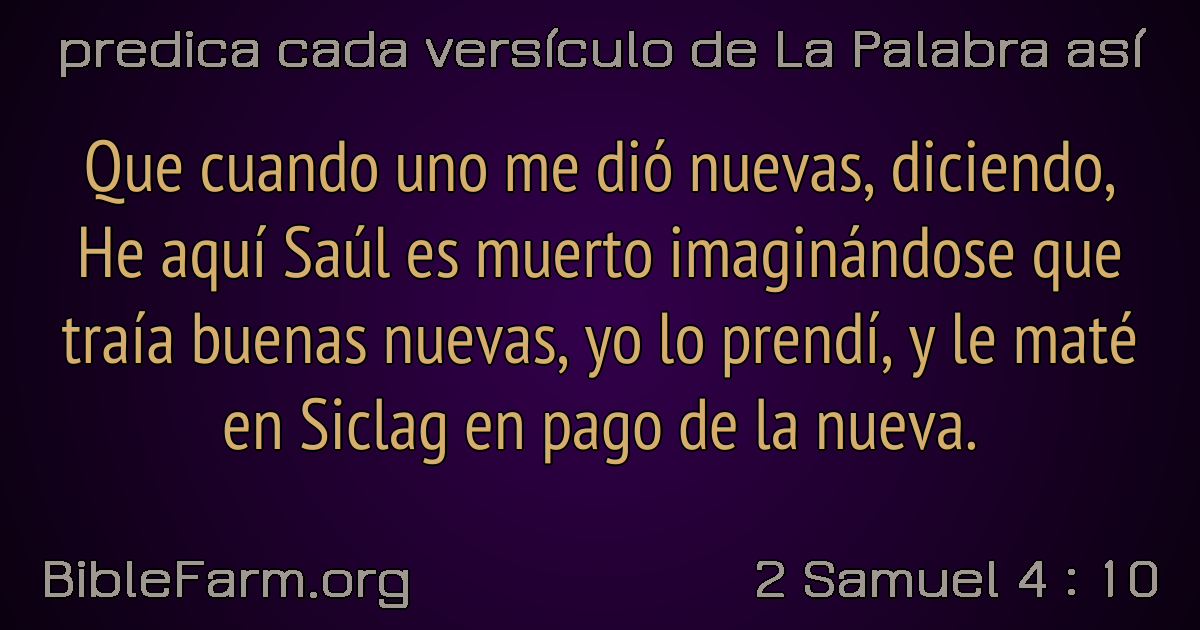 predica cada versículo de La Palabra así
Que cuando uno me dió nuevas, diciendo,
He aquí Saúl es muerto imaginándose que
traía buenas nuevas, yo lo prendí, y le maté
en Siclag en pago de la nueva.
BibleFarm.org
2 Samuel 4 : 10